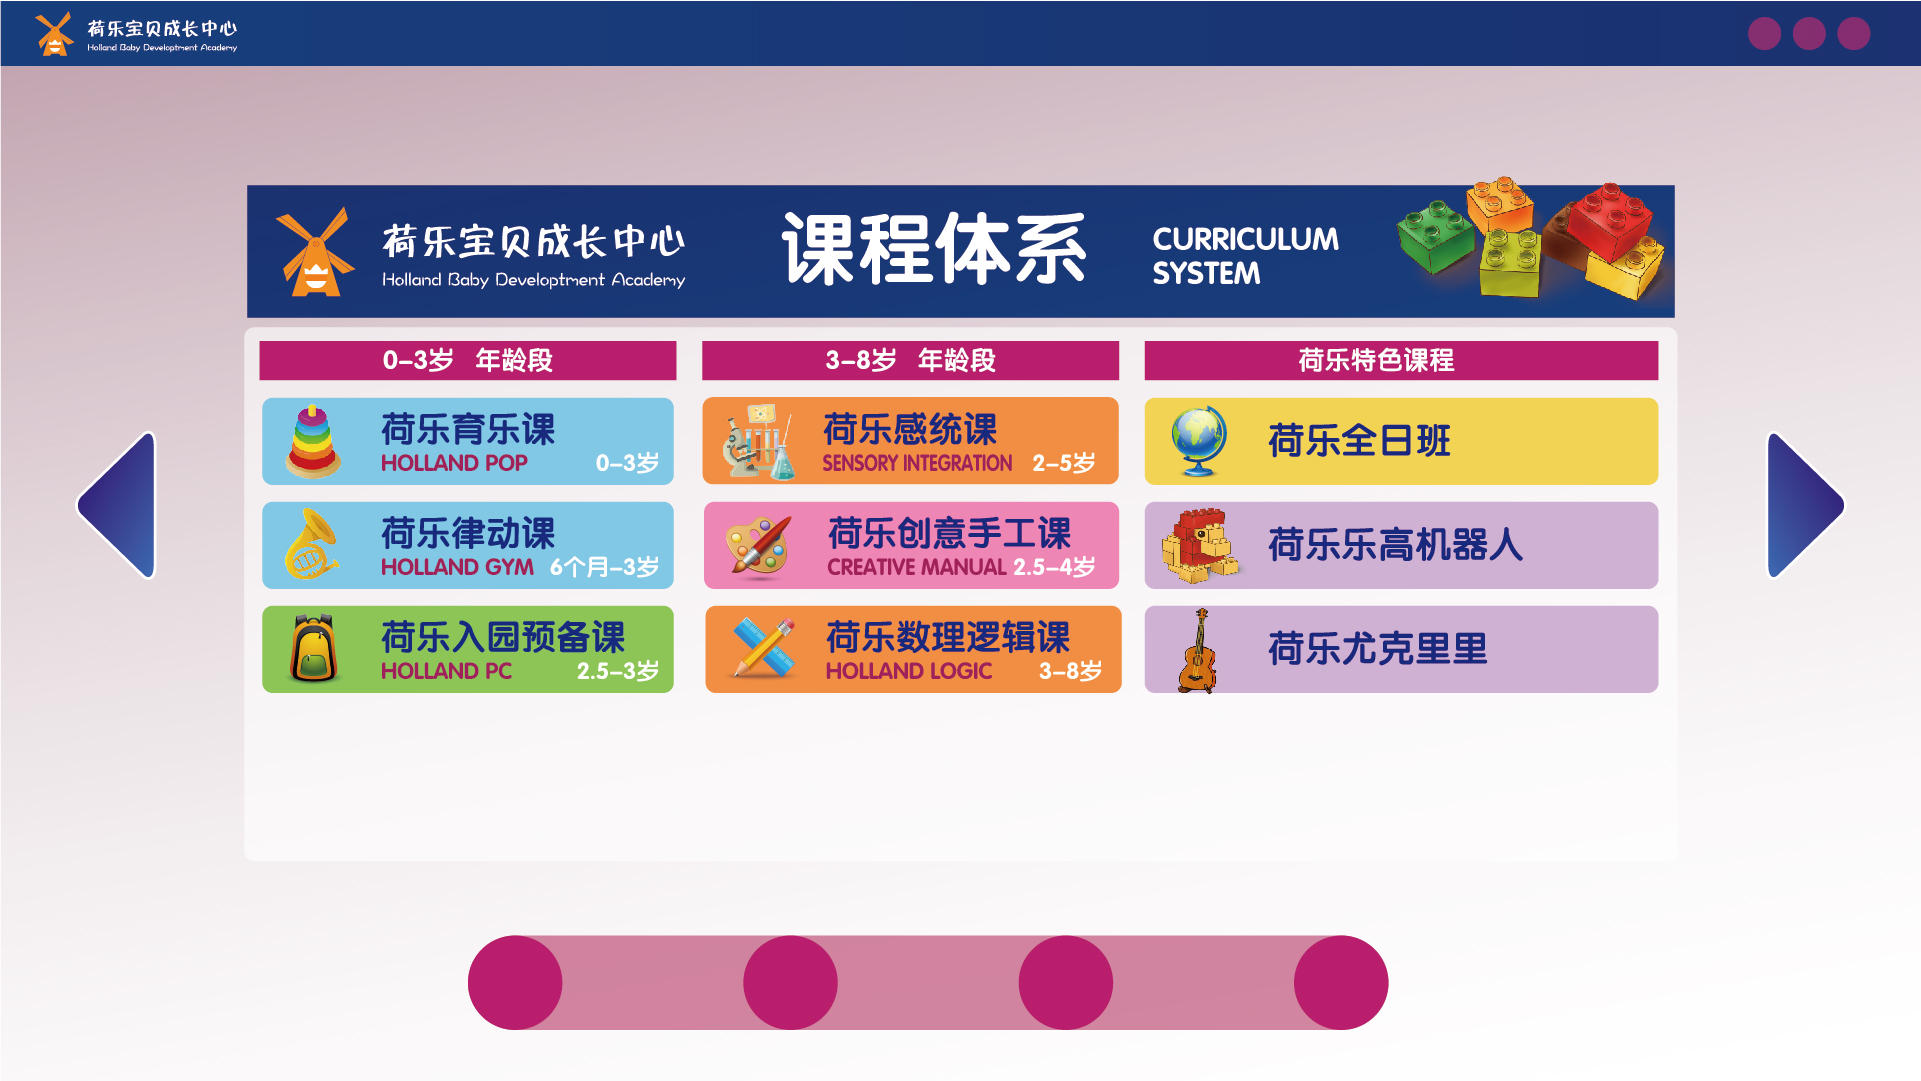 荷乐宝贝成长中心
Holland Baby Developtment Academy
荷乐宝贝成长中心
Holland Baby Developtment Academy
课程体系
CURRICULUM
SYSTEM
0-3岁 年龄段
荷乐育乐课
HOLLAND POP 0-3岁
荷乐律动课
HOLLAND GYM 6个月-3岁
荷乐入园预备课
HOLLAND PC 2.5-3岁
3-8岁 年龄段
荷乐感统课
SENSORY INTEGRATION 2-5岁
荷乐创意手工课
CREATIVE MANUAL 2.5-4岁
荷乐数理逻辑课
HOLLAND LOGIC 3-8岁
荷乐特色课程
荷乐全日班
荷乐乐高机器人
荷乐尤克里里